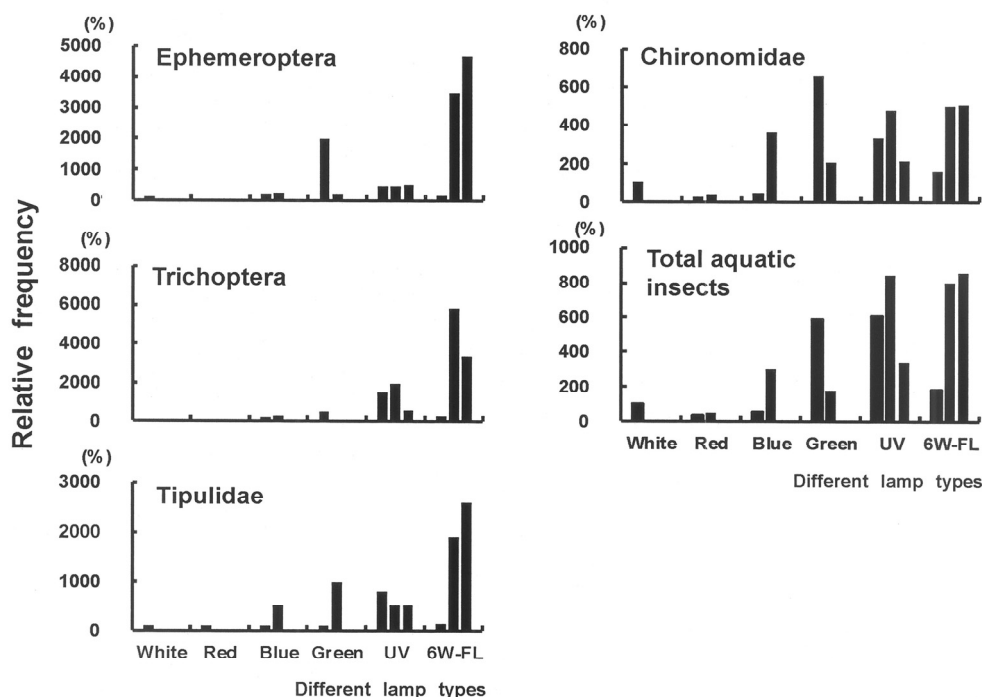 (%)
Ephemeroptera
5000
4000
3000
2000
1000
0
(%)
Trichoptera
8000
6000
4000
2000
0
(%)
Tipulidae
3000
2000
1000
0
White Red Blue Green UV 6W-FL
Different lamp types
Relative frequency
(%)
Chironomidae
800
600
400
200
0
(%)
Total aquatic
insects
1000
800
600
400
200
0
White Red Blue Green UV 6W-FL
Different lamp types